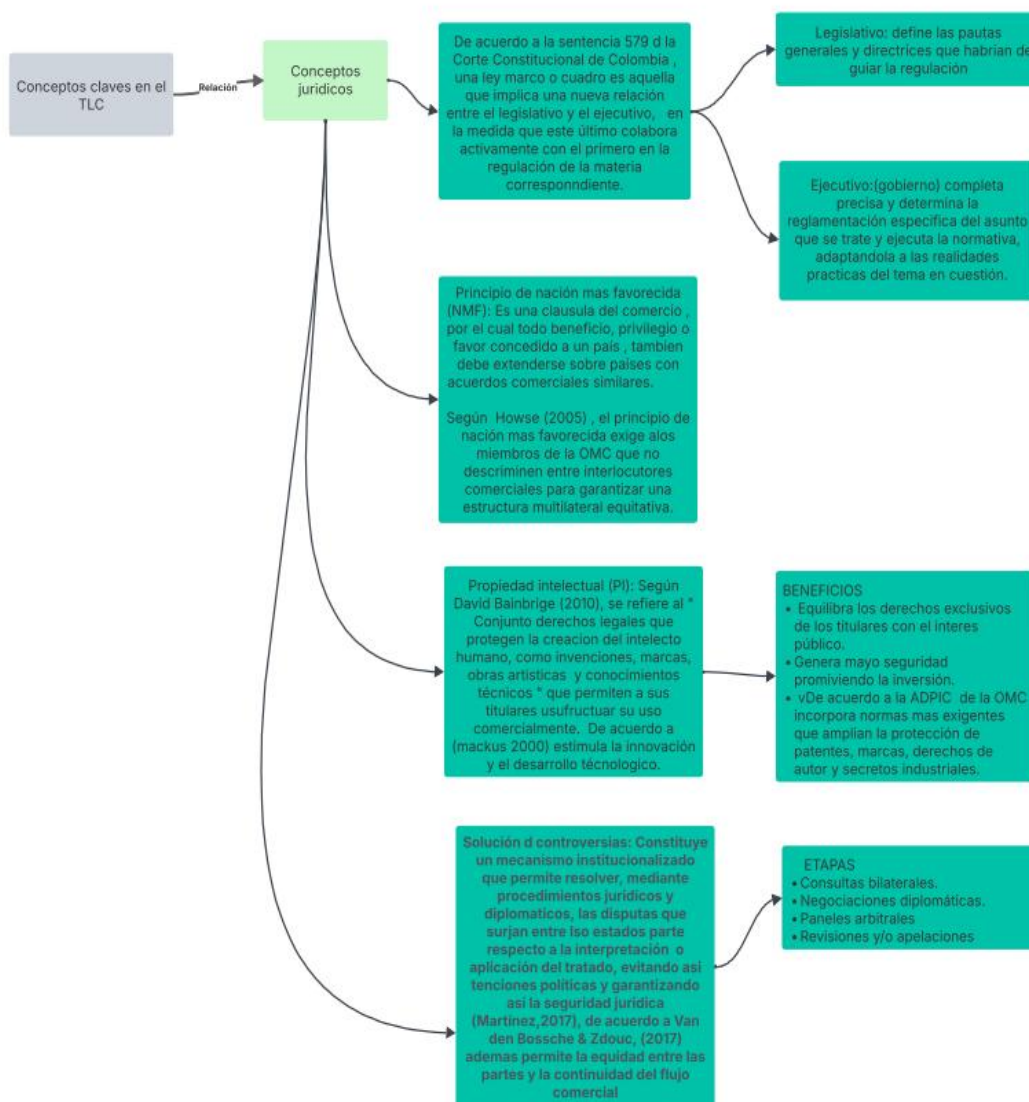 Conceptos claves en el
TLC
Relación
Conceptos
juridicos
De acuerdo a la sentencia 579 d la
Corte Constitucional de Colombia ,
una ley marco o cuadro es aquella
que implica una nueva relación
entre el legislativo y el ejecutivo, en
la medida que este último colabora
activamente con el primero en la
regulación de la materia
corresponndiente.
Legislativo: define las pautas
generales y directrices que habrían de
guiar la regulación
Ejecutivo:(gobierno) completa
precisa y determina la
reglamentación específica del asunto
que se trate y ejecuta la normativa,
adaptandola a las realidades
practicas del tema en cuestión.
Principio de nación mas favorecida
(NMF): Es una clausula del comercio ,
por el cual todo beneficio, privilegio o
favor concedido a un país , tambien
debe extenderse sobre países con
acuerdos comerciales similares.
Según Howse (2005) , el principio de
nación mas favorecida exige alos
miembros de la OMC que no
descriminen entre interlocutores
comerciales para garantizar una
estructura multilateral equitativa.
Propiedad intelectual (PI): Según
David Bainbrige (2010), se refiere al "
Conjunto derechos legales que
protegen la creacion del intelecto
humano, como invenciones, marcas,
obras artisticas y conocimientos
técnicos " que permiten a sus
titulares usufructuar su uso
comercialmente. De acuerdo a
(mackus 2000) estimula la innovación
y el desarrollo técnologico.
BENEFICIOS
• Equilibra los derechos exclusivos
de los titulares con el interes
público.
• Genera mayo seguridad
promiviendo la inversión.
• vDe acuerdo a la ADPIC de la OMC
incorpora normas mas exigentes
que amplian la protección de
patentes, marcas, derechos de
autor y secretos industriales.
Solución d controversias: Constituye
un mecanismo institucionalizado
que permite resolver, mediante
procedimientos jurídicos y
diplomaticos, las disputas que
surjan entre lso estados parte
respecto a la interpretación o
aplicación del tratado, evitando asi
tenciones políticas y garantizando
así la seguridad jurídica
(Martínez,2017), de acuerdo a Van
den Bossche & Zdouc, (2017)
ademas permite la equidad entre las
partes y la continuidad del flujo
comercial
ETAPAS
• Consultas bilaterales.
• Negociaciones diplomáticas.
• Paneles arbitrales
• Revisiones y/o apelaciones